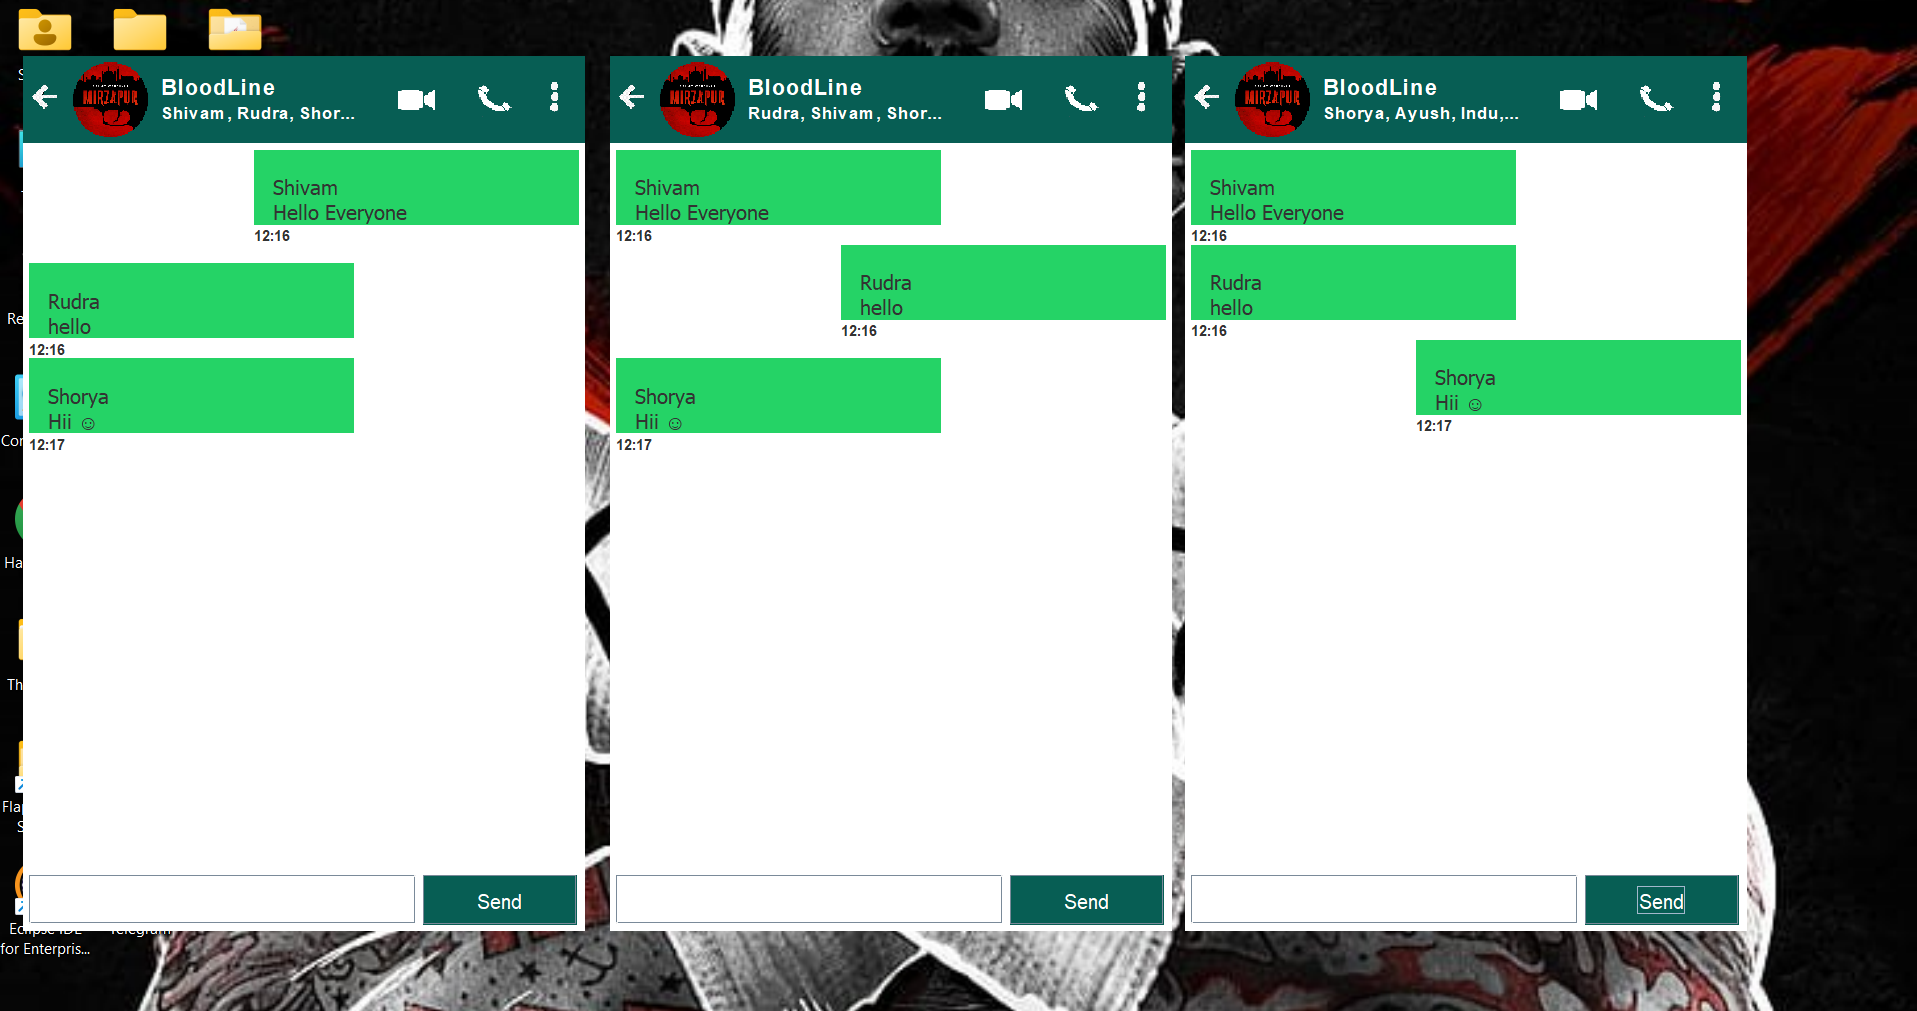 BloodLine
Shivam, Rudra, Shor...
Shivam
Hello Everyone
12:16
Rudra
hello
12:16
Shorya
Hii ☺
12:17
Send
BloodLine
Rudra, Shivam, Shor...
MIRZAPUR
Shivam
Hello Everyone
12:16
Rudra
hello
12:16
Shorya
Hii ☺
12:17
Send
BloodLine
Shorya, Ayush, Indu,...
MIRZAPUR
Shivam
Hello Everyone
12:16
Rudra
hello
12:16
Shorya
Hii ☺
12:17
Send
MIRZAPUR
Eclipse IDE
for Enterpris...
Telegram